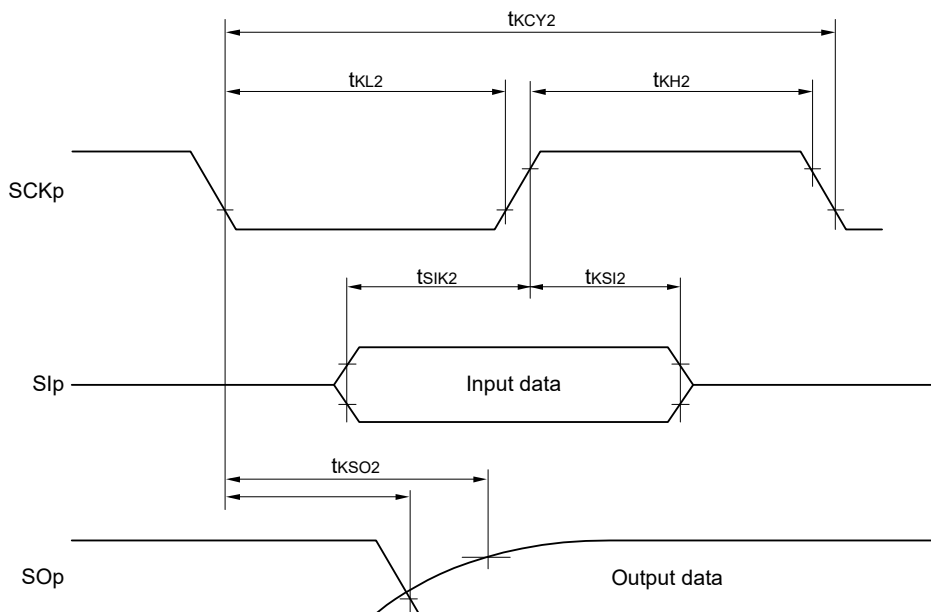 tKCY2
tKL2
tKH2
SCKp
tSIK2
tKSI2
SIp
Input data
tKSO2
SOp
Output data